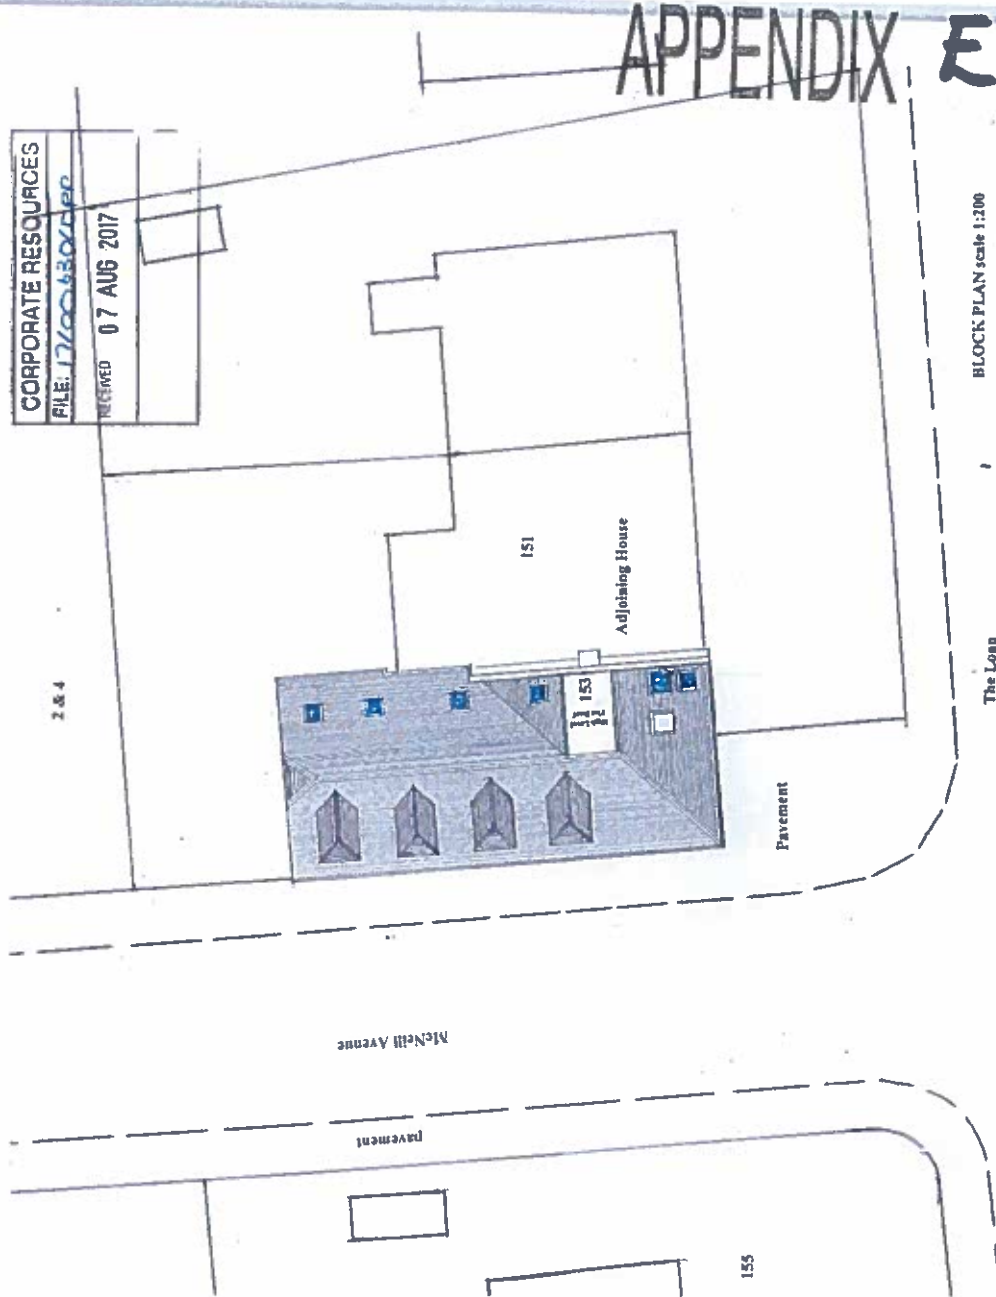 APPENDIX E
CORPORATE RESOURCES
FILE:
RECEIVED 07 AUG 2017
2 & 4
151
Adjoining House
153
Pavement
The Loan
BLOCK PLAN scale 1:200
McNeill Avenue
pavement
155